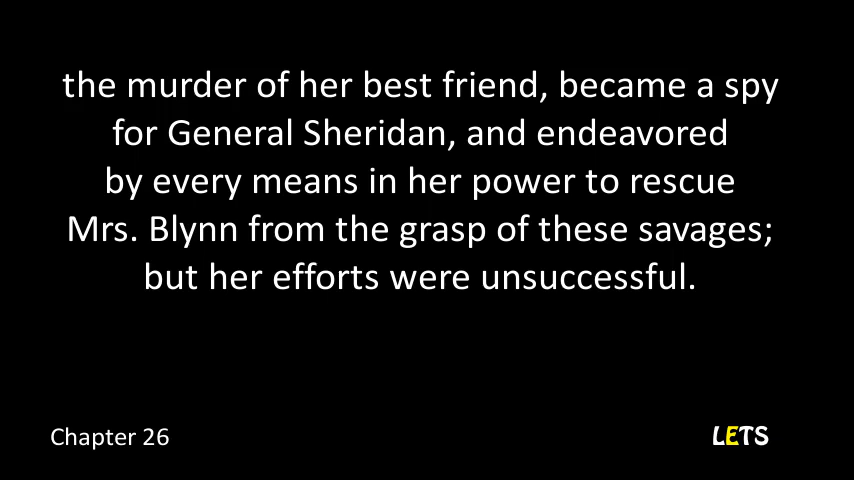 the murder of her best friend, became a spy
for General Sheridan, and endeavored
by every means in her power to rescue
Mrs. Blynn from the grasp of these savages;
but her efforts were unsuccessful.
Chapter 26
LETS